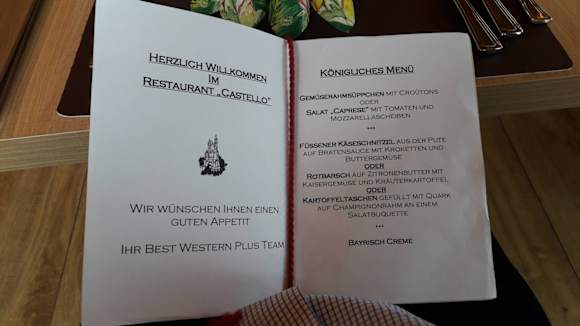 Herzlich Willkommen
Im
Restaurant „Castello"
Wir wünschen Ihnen einen
guten Appetit
Ihr Best Western Plus Team
Königliches Menü
Gemüserahmsüppchen mit Croûtons
oder
Salat „Caprese" mit Tomaten und
Mozzarellascheiben
***
Füssener Käseschnitzel aus der Pute
auf Bratensauce mit Kroketten und
Buttergemüse
oder
Rotbarsch auf Zitronenbutter mit
Kaisergemüse und Kräuterkartoffel
oder
Kartoffeltaschen gefüllt mit Quark
auf Champignonrahm an einem
Salatbuquette
***
Bayrisch Creme